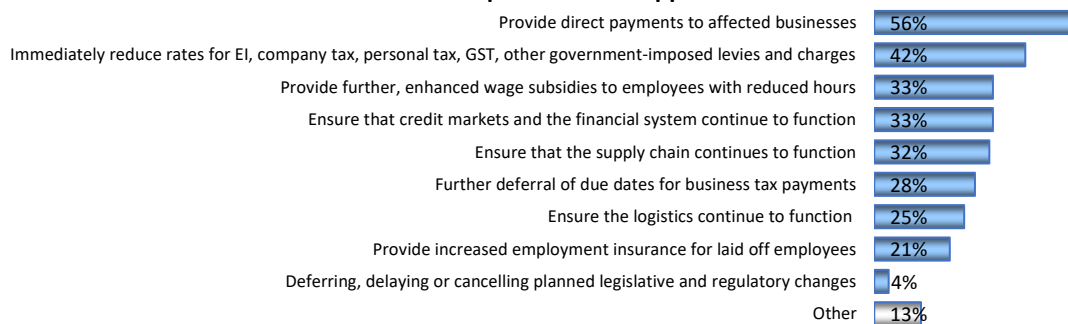 Provide direct payments to affected businesses 56%
Immediately reduce rates for EI, company tax, personal tax, GST, other government-imposed levies and charges 42%
Provide further, enhanced wage subsidies to employees with reduced hours 33%
Ensure that credit markets and the financial system continue to function 33%
Ensure that the supply chain continues to function 32%
Further deferral of due dates for business tax payments 28%
Ensure the logistics continue to function 25%
Provide increased employment insurance for laid off employees 21%
Deferring, delaying or cancelling planned legislative and regulatory changes 4%
Other 13%